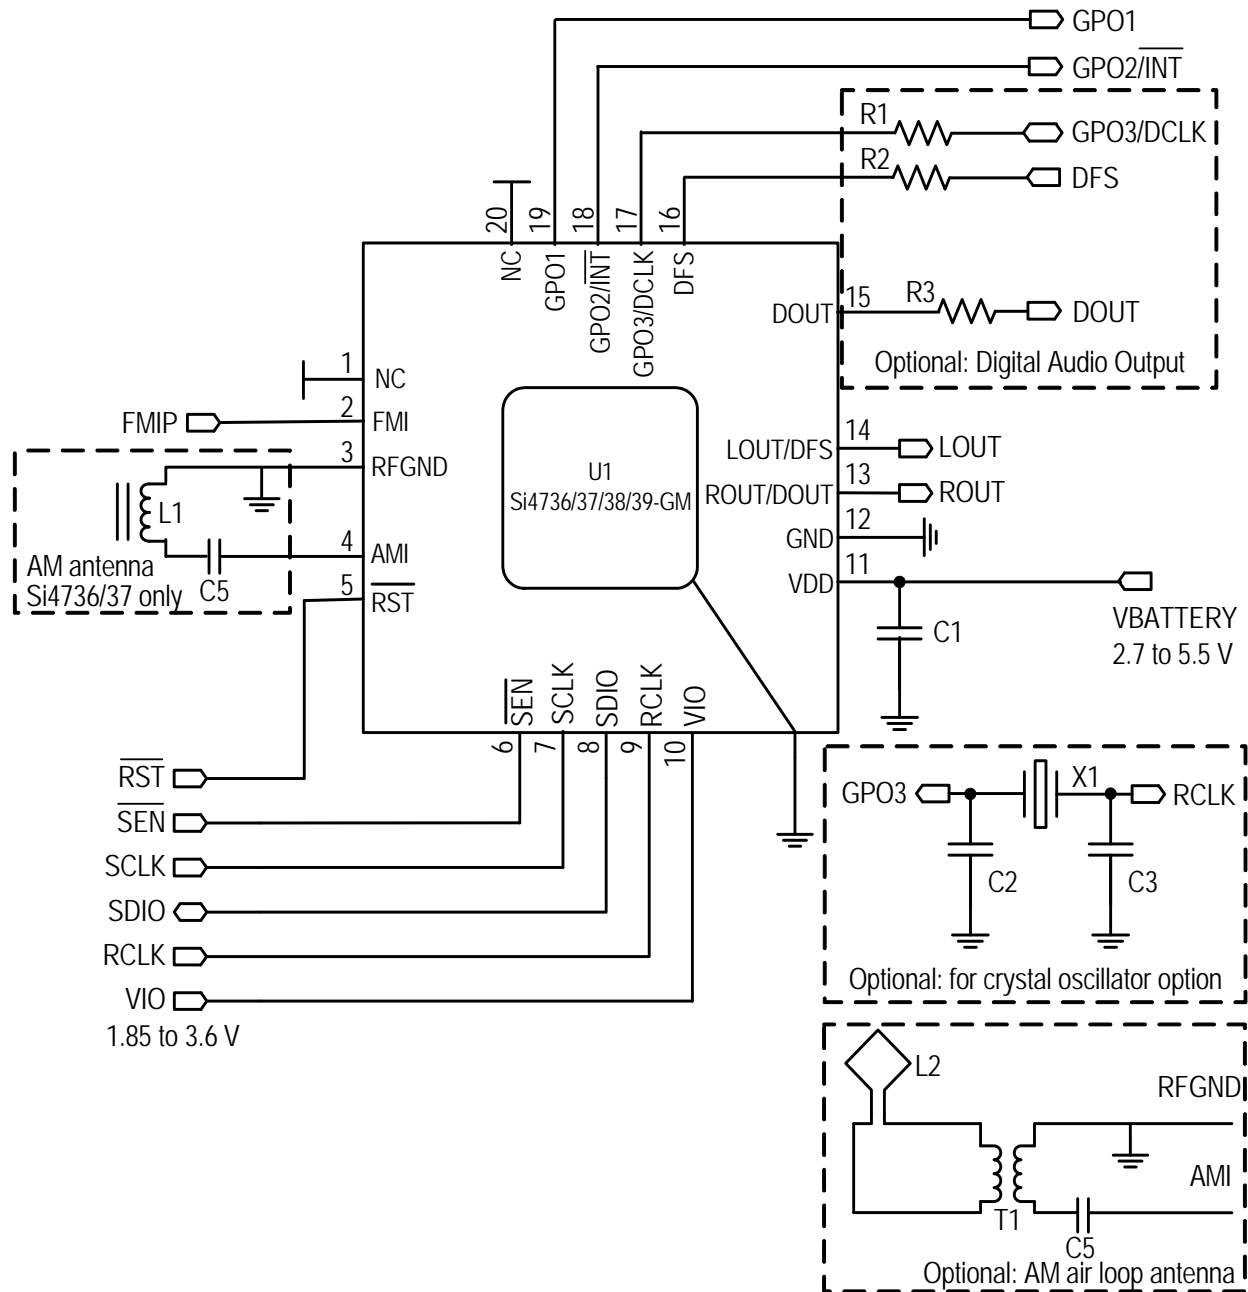 GPO1
GPO2/INT
R1
GPO3/DCLK
R2
DFS
20
19
18
17
16
NC
GPO1
GPO2/INT
GPO3/DCLK
DFS
DOUT
15
R3
DOUT
Optional: Digital Audio Output
1
NC
FMIP
2
FMI
3
RFGND
L1
4
AMI
AM antenna
Si4736/37 only
C5
5
RST
U1
Si4736/37/38/39-GM
LOUT/DFS
14
LOUT
ROUT/DOUT
13
ROUT
GND
12
VDD
11
C1
VBATTERY
2.7 to 5.5 V
SEN
SCLK
SDIO
RCLK
VIO
6
7
8
9
10
RST
SEN
SCLK
SDIO
RCLK
VIO
1.85 to 3.6 V
GPO3
X1
RCLK
C2
C3
Optional: for crystal oscillator option
L2
RFGND
AMI
T1
C5
Optional: AM air loop antenna